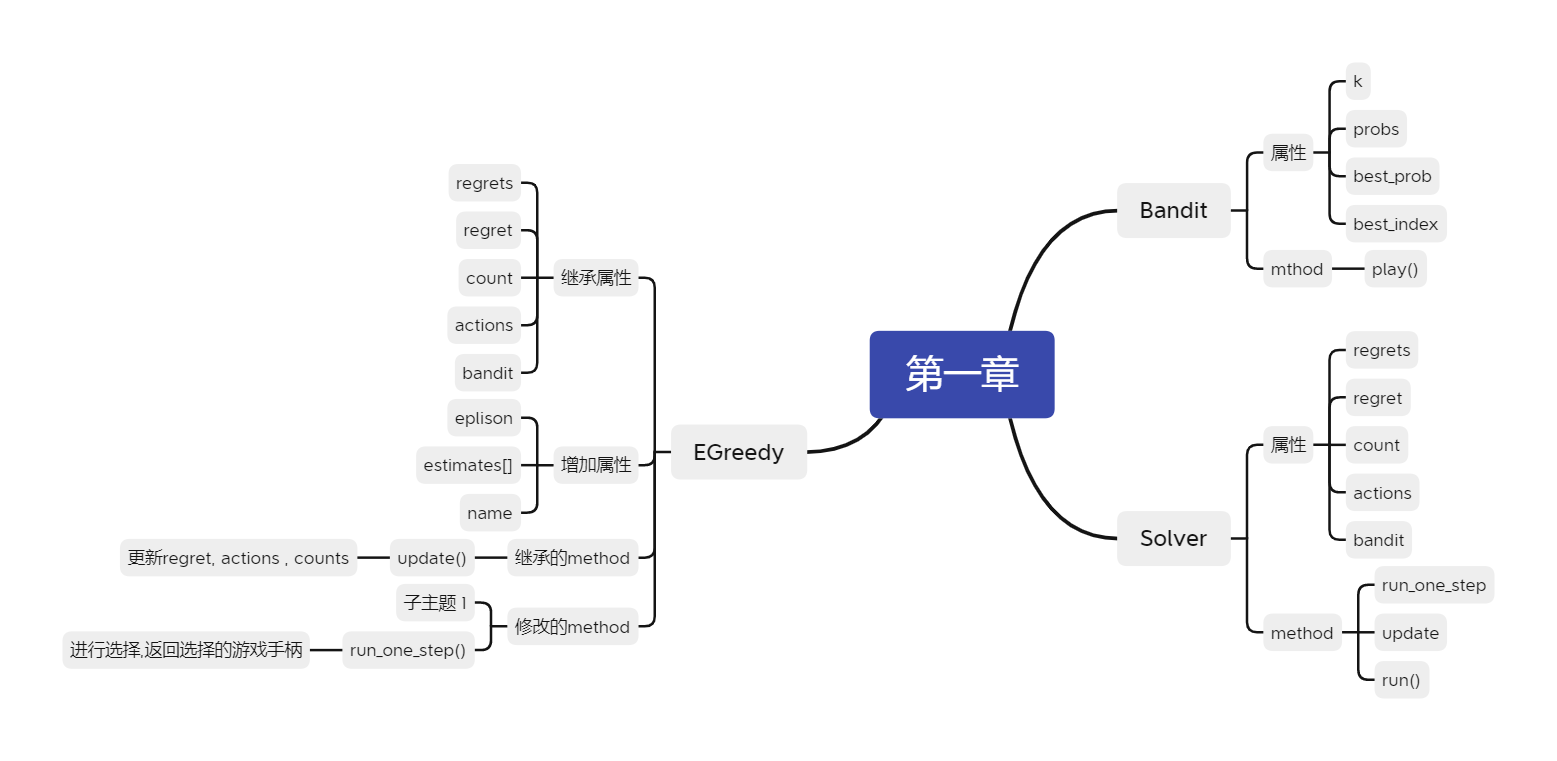 第一章
Bandit
属性
k
probs
best_prob
best_index
mthod
play()
Solver
属性
regrets
regret
count
actions
bandit
method
run_one_step
update
run()
EGreedy
继承属性
regrets
regret
count
actions
bandit
增加属性
eplison
estimates[]
name
继承的method
update()
更新regret, actions , counts
修改的method
子主题 1
run_one_step()
进行选择,返回选择的游戏手柄